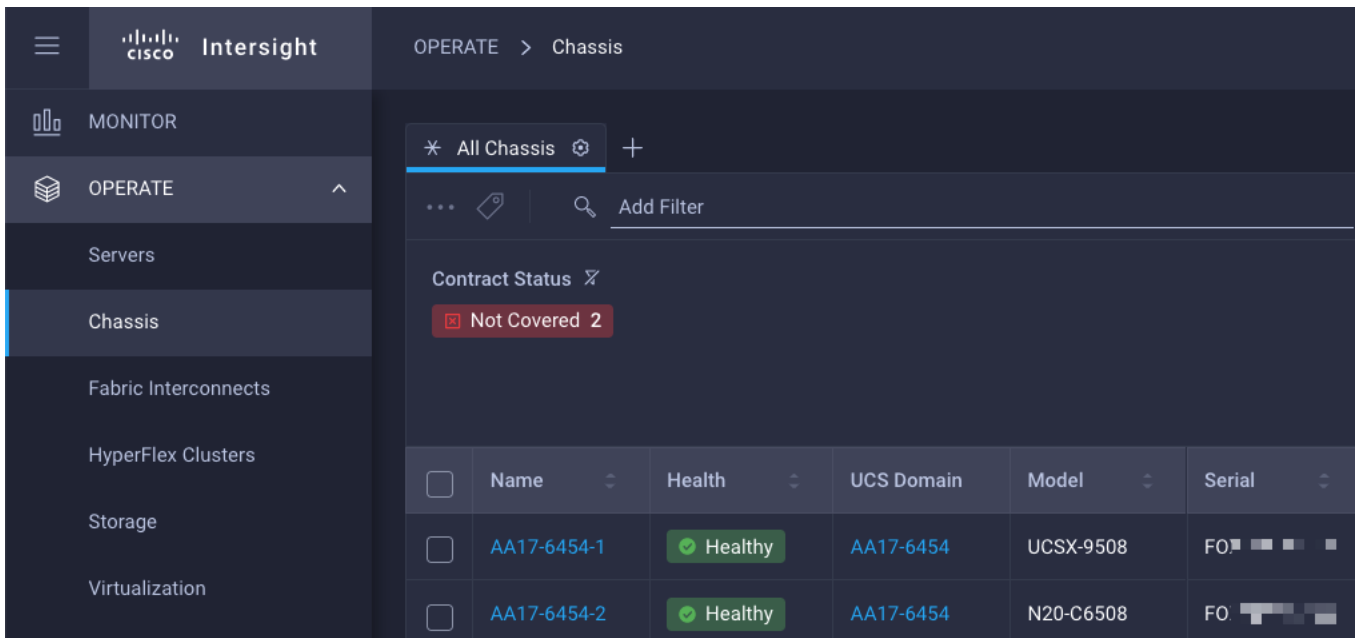 CISCO Intersight
OPERATE > Chassis
MONITOR
OPERATE
Servers
Chassis
Fabric Interconnects
HyperFlex Clusters
Storage
Virtualization
All Chassis
Add Filter
Contract Status
Not Covered 2
Name Health UCS Domain Model Serial
AA17-6454-1 Healthy AA17-6454 UCSX-9508
AA17-6454-2 Healthy AA17-6454 N20-C6508